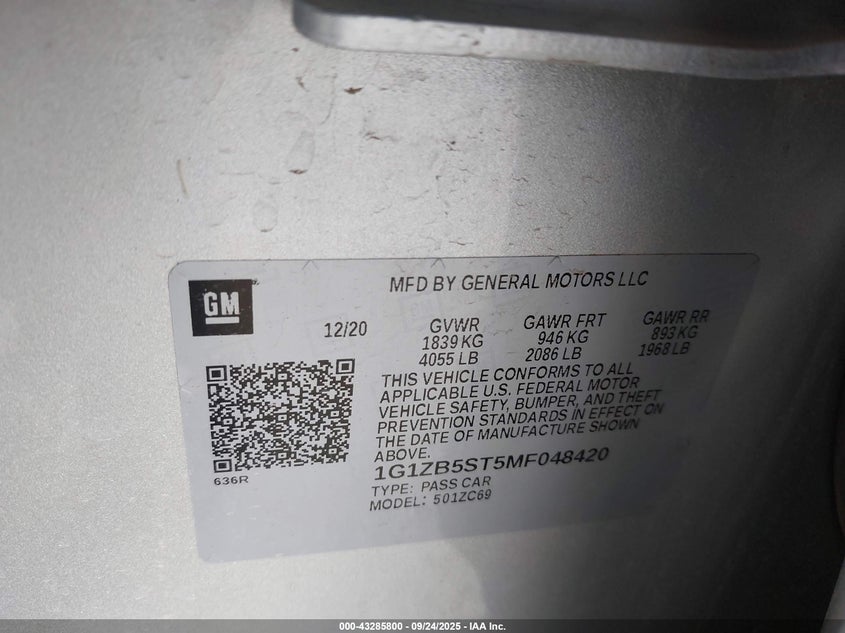 GM
MFD BY GENERAL MOTORS LLC
12/20
GVWR
1839 KG
4055 LB
GAWR FRT
946 KG
2086 LB
GAWR RR
893 KG
1968 LB
THIS VEHICLE CONFORMS TO ALL
APPLICABLE U.S. FEDERAL MOTOR
VEHICLE SAFETY, BUMPER, AND THEFT
PREVENTION STANDARDS IN EFFECT ON
THE DATE OF MANUFACTURE SHOWN
ABOVE.
1G1ZB5ST5MF048420
TYPE: PASS CAR
MODEL: 501ZC69
636R
000-43285800 - 09/24/2025 - IAA Inc.